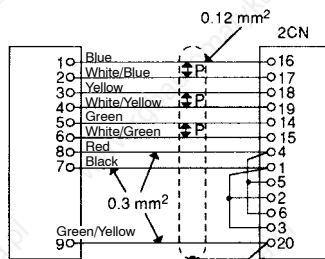 0.12 mm²
2CN
1 Blue 16
2 White/Blue P 17
3 Yellow 18
4 White/Yellow P 19
5 Green 14
6 White/Green P 15
8 Red 4
7 Black 1
5
0.3 mm² 2
6
3
Green/Yellow
9 20